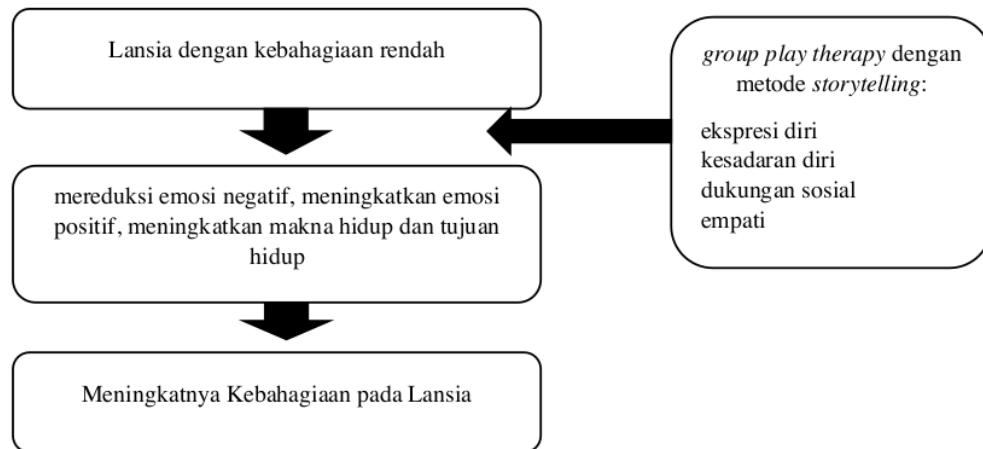 Lansia dengan kebahagiaan rendah
group play therapy dengan
metode storytelling:
ekspresi diri
kesadaran diri
dukungan sosial
empati
mereduksi emosi negatif, meningkatkan emosi
positif, meningkatkan makna hidup dan tujuan
hidup
Meningkatnya Kebahagiaan pada Lansia